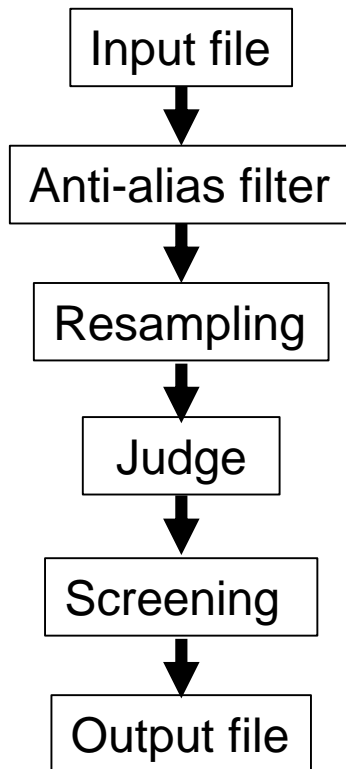 Input file
Anti-alias filter
Resampling
Judge
Screening
Output file